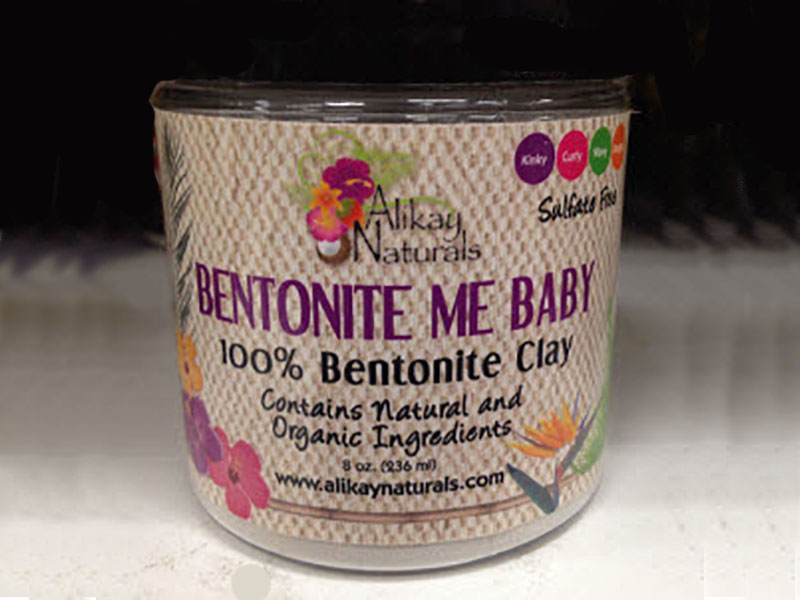 Kinky Curly Wavy
Sulfate Free
Alikay
Naturals
BENTONITE ME BABY
100% Bentonite Clay
Contains Natural and
Organic Ingredients
8 oz. (236 ml)
www.alikaynaturals.com